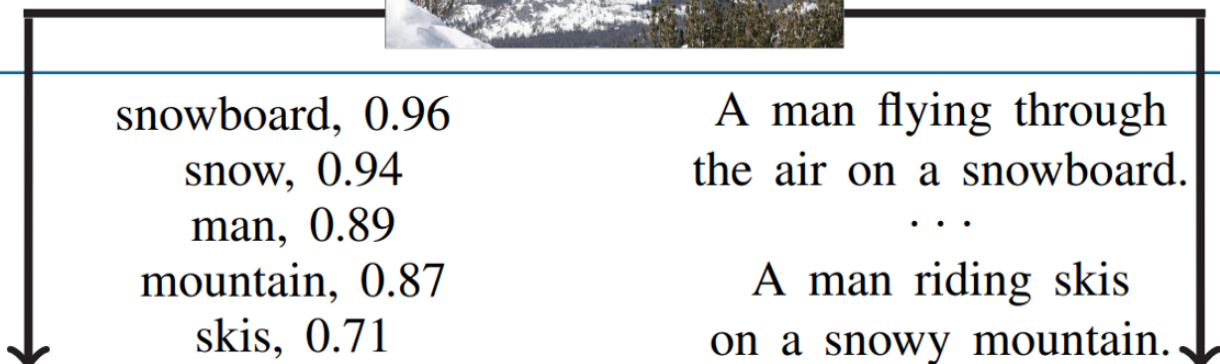 snowboard, 0.96
snow, 0.94
man, 0.89
mountain, 0.87
skis, 0.71
A man flying through
the air on a snowboard.
. . .
A man riding skis
on a snowy mountain.